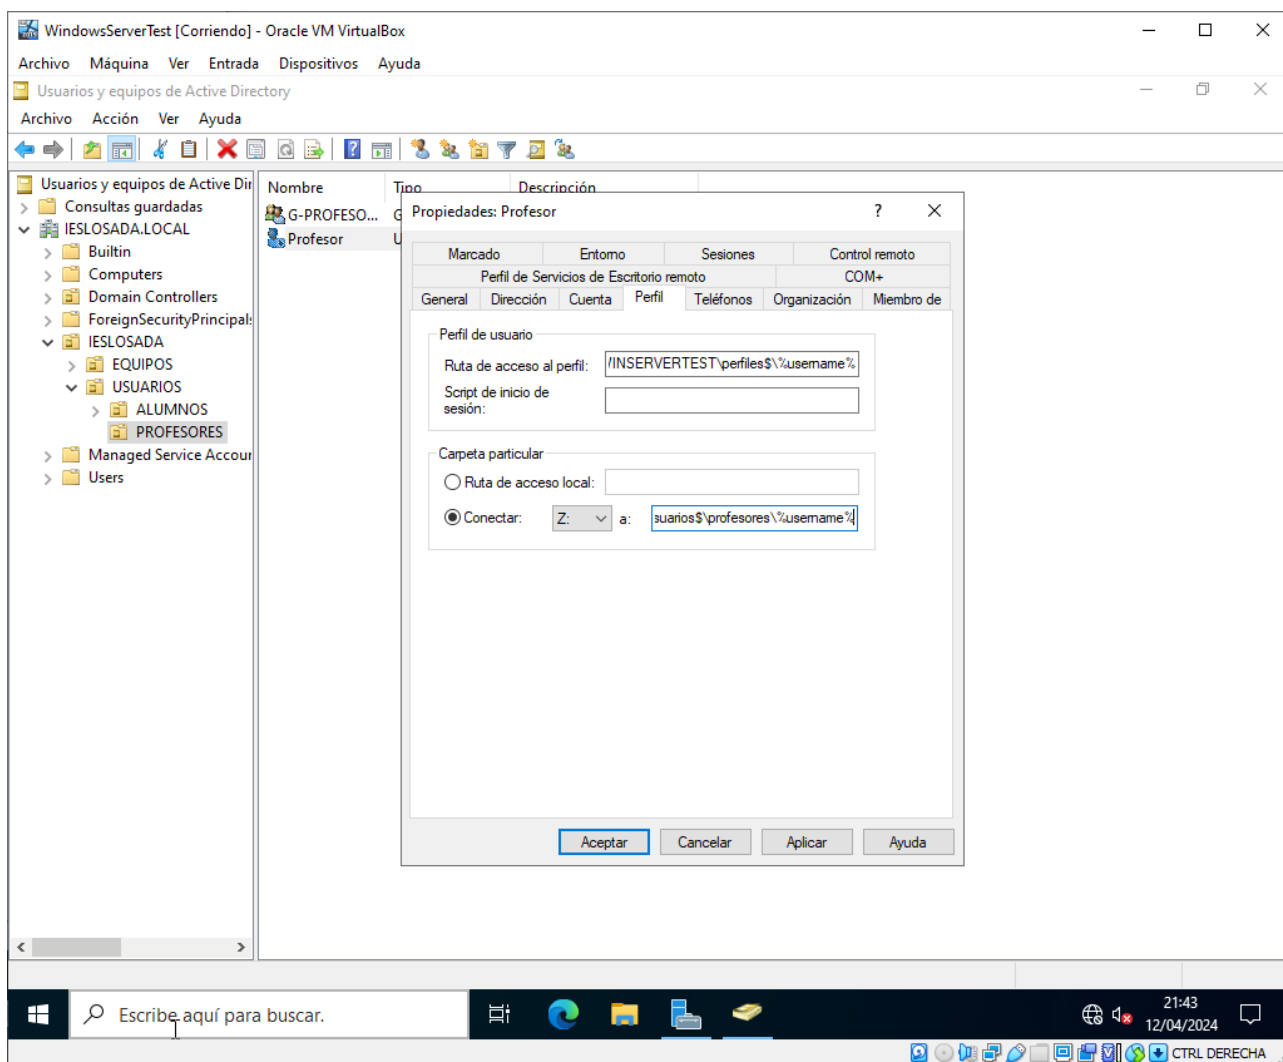 WindowsServerTest [Corriendo] - Oracle VM VirtualBox
Archivo Máquina Ver Entrada Dispositivos Ayuda
Usuarios y equipos de Active Directory
Archivo Acción Ver Ayuda
Usuarios y equipos de Active Dir
Consultas guardadas
IESLOSADA.LOCAL
Builtin
Computers
Domain Controllers
ForeignSecurityPrincipal
IESLOSADA
EQUIPOS
USUARIOS
ALUMNOS
PROFESORES
Managed Service Accour
Users
Nombre Tipo Descripción
G-PROFESO... G
Profesor U
Propiedades: Profesor ?
Marcado Entorno Sesiones Control remoto
Perfil de Servicios de Escritorio remoto COM+
General Dirección Cuenta Perfil Teléfonos Organización Miembro de
Perfil de usuario
Ruta de acceso al perfil: INSERVERTEST\perfiles$\%username%
Script de inicio de
sesión:
Carpeta particular
Ruta de acceso local:
Conectar: Z: a: suarios$\profesores\%username%
Aceptar Cancelar Aplicar Ayuda
Escribe aquí para buscar.
21:43
12/04/2024
CTRL DERECHA